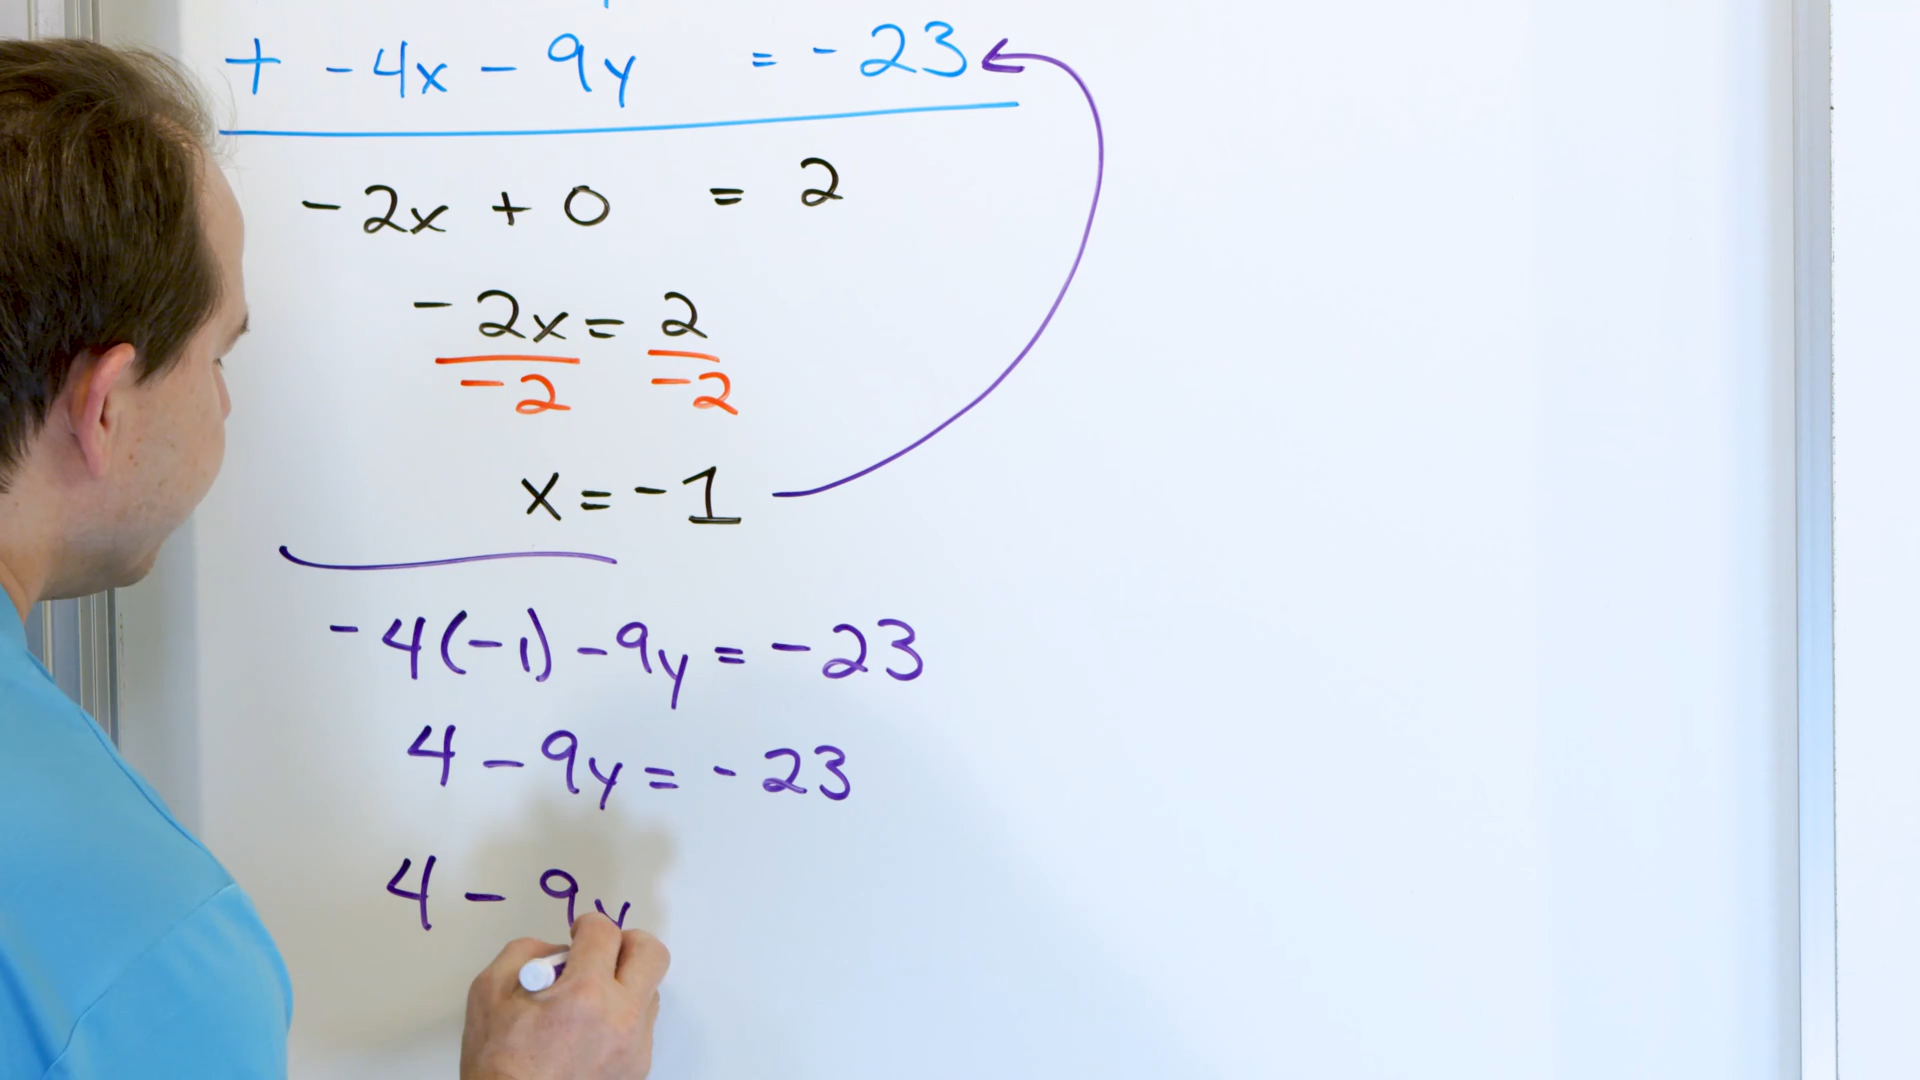 + -4x - 9y = -23
-2x + 0 = 2
-2x = 2
-2 -2
x = -1
-4(-1) - 9y = -23
4 - 9y = -23
4 - 9y